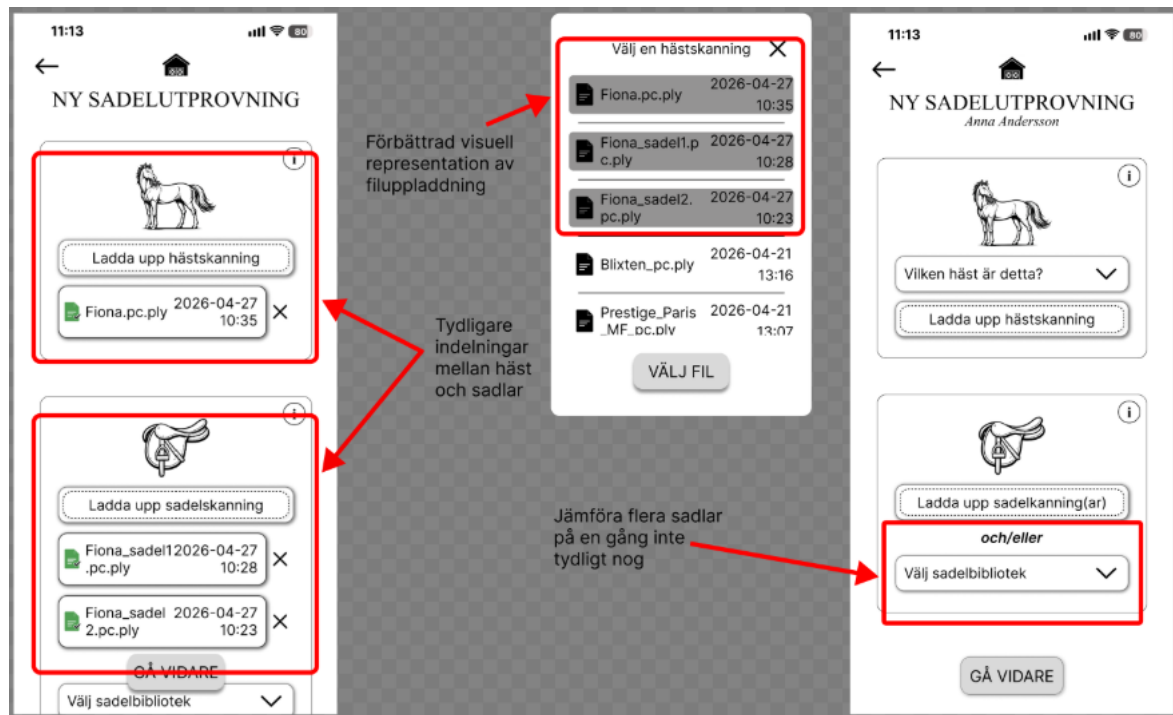 11:13
80
NY SADELUTPROVNING
i
Ladda upp hästskanning
Fiona.pc.ply
2026-04-27
10:35
i
Ladda upp sadelskanning
Fiona_sadel1
.pc.ply
2026-04-27
10:28
Fiona_sadel
2.pc.ply
2026-04-27
10:23
GÅ VIDARE
Välj sadelbibliotek
Förbättrad visuell
representation av
filuppladdning
Tydligare
indelningar
mellan häst
och sadlar
Välj en hästskanning
Fiona.pc.ply
2026-04-27
10:35
Fiona_sadel1.p
c.ply
2026-04-27
10:28
Fiona_sadel2.
pc.ply
2026-04-27
10:23
Blixten_pc.ply
2026-04-21
13:16
Prestige_Paris
_MF_pc.ply
2026-04-21
13:07
VÄLJ FIL
Jämföra flera sadlar
på en gång inte
tydligt nog
11:13
80
NY SADELUTPROVNING
Anna Andersson
i
Vilken häst är detta?
Ladda upp hästskanning
i
Ladda upp sadelkanning(ar)
och/eller
Välj sadelbibliotek
GÅ VIDARE